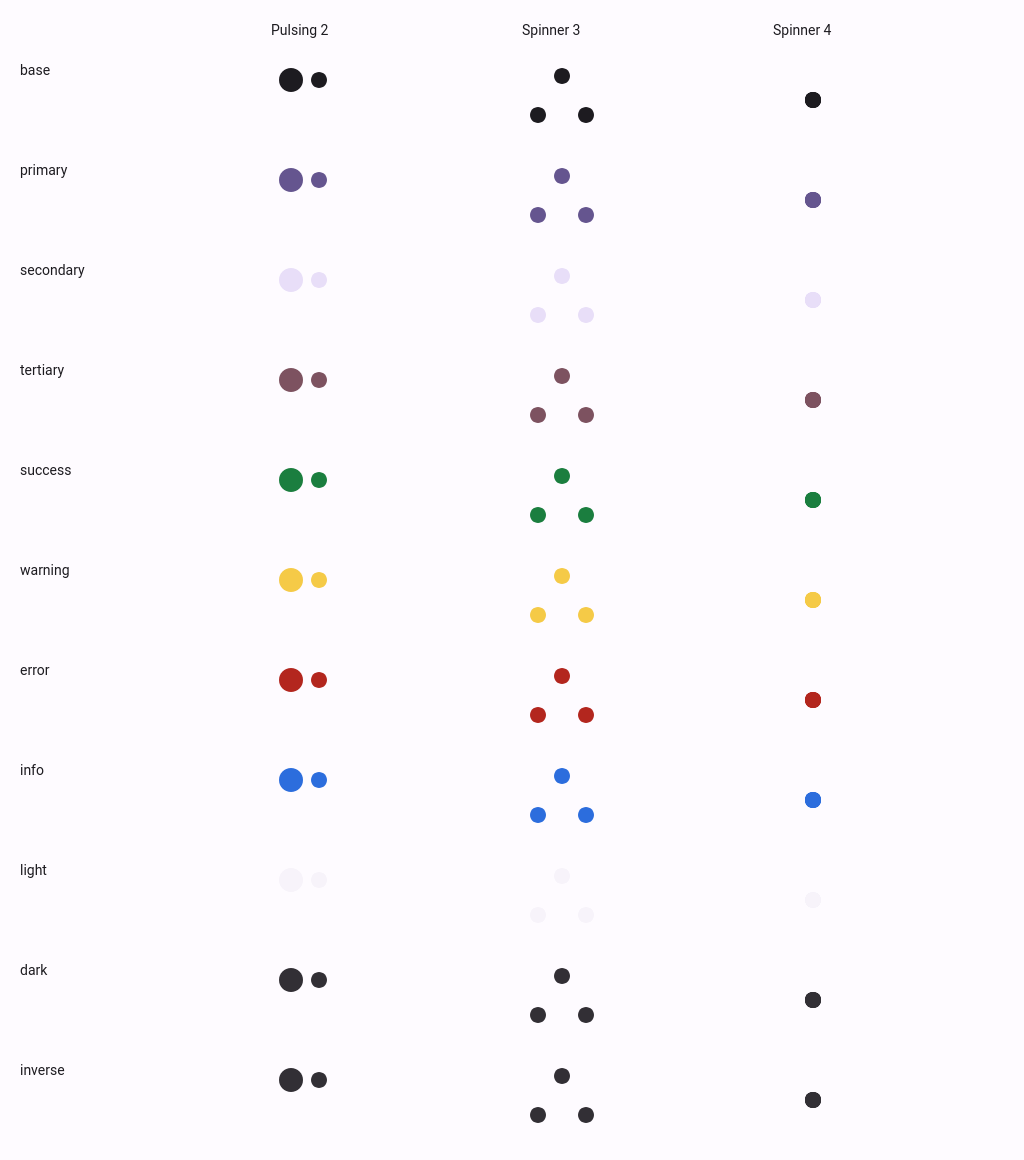 Pulsing 2 Spinner 3 Spinner 4
base
primary
secondary
tertiary
success
warning
error
info
light
dark
inverse